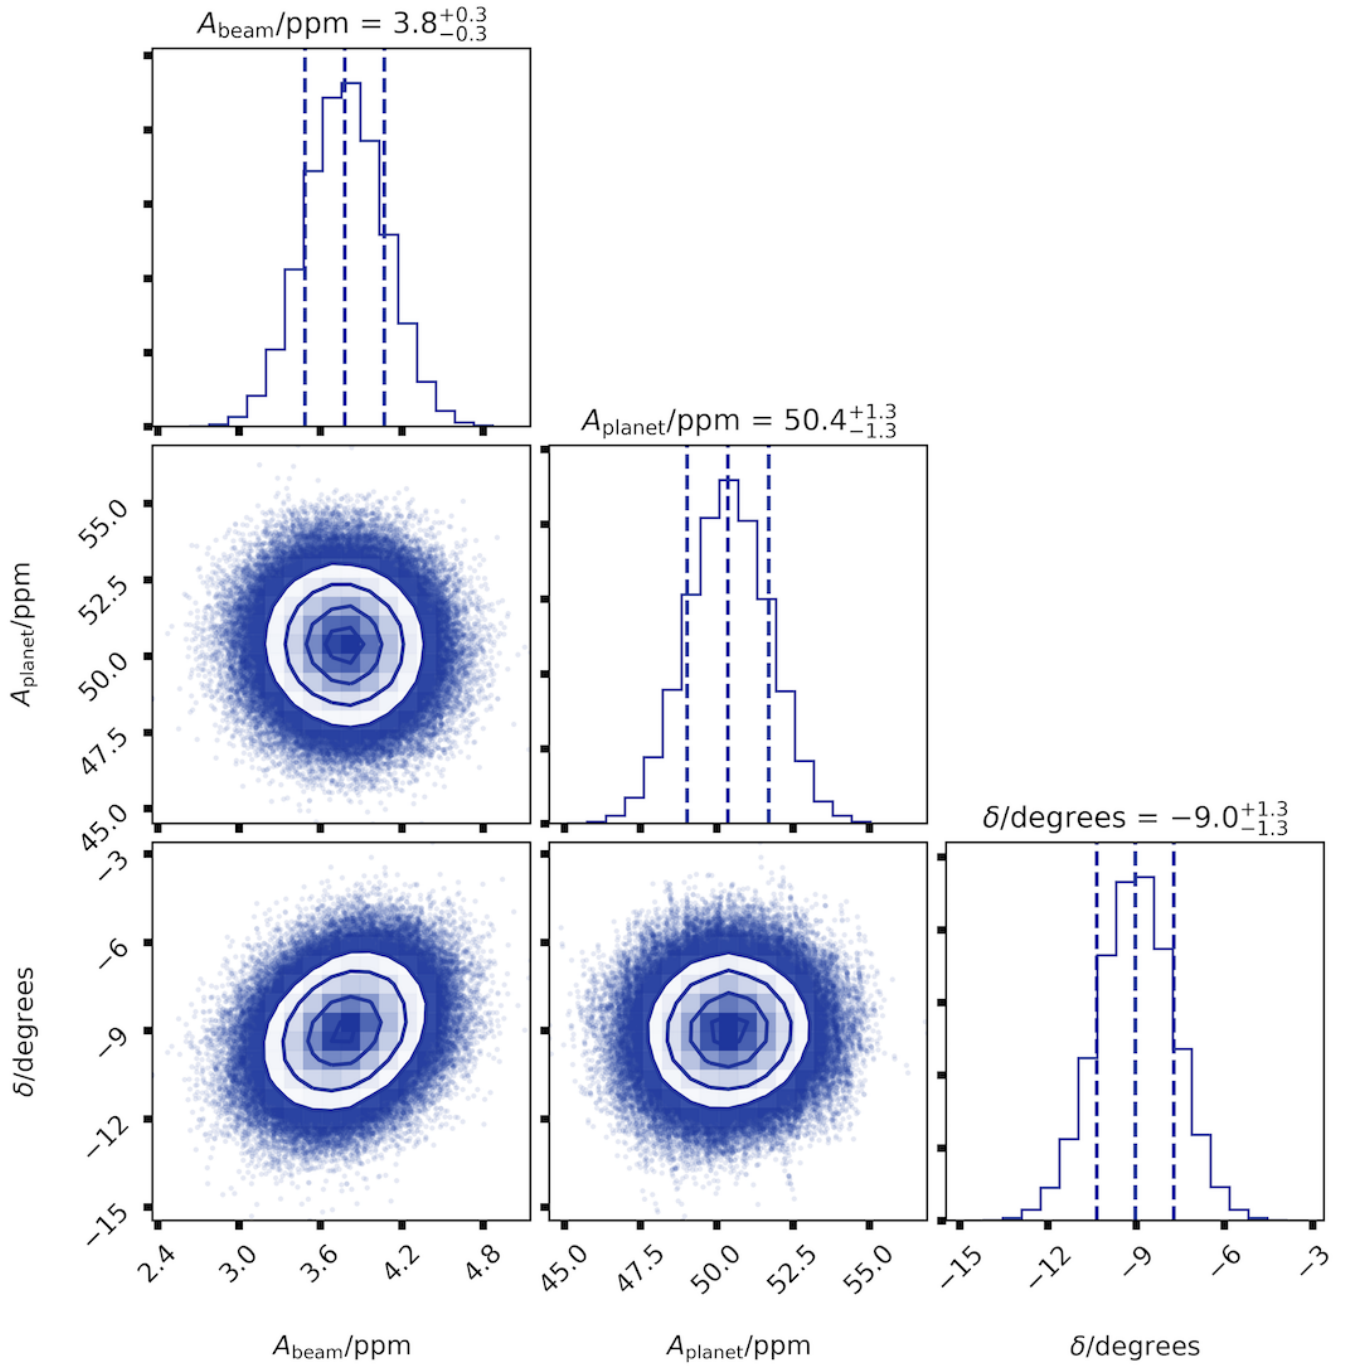 A_beam/ppm = 3.8 +0.3 −0.3
A_planet/ppm = 50.4 +1.3 −1.3
55.0
52.5
50.0
47.5
45.0
A_planet/ppm
δ/degrees = −9.0 +1.3 −1.3
−3
−6
−9
−12
−15
δ/degrees
2.4 3.0 3.6 4.2 4.8
45.0 47.5 50.0 52.5 55.0
−15 −12 −9 −6 −3
A_beam/ppm
A_planet/ppm
δ/degrees